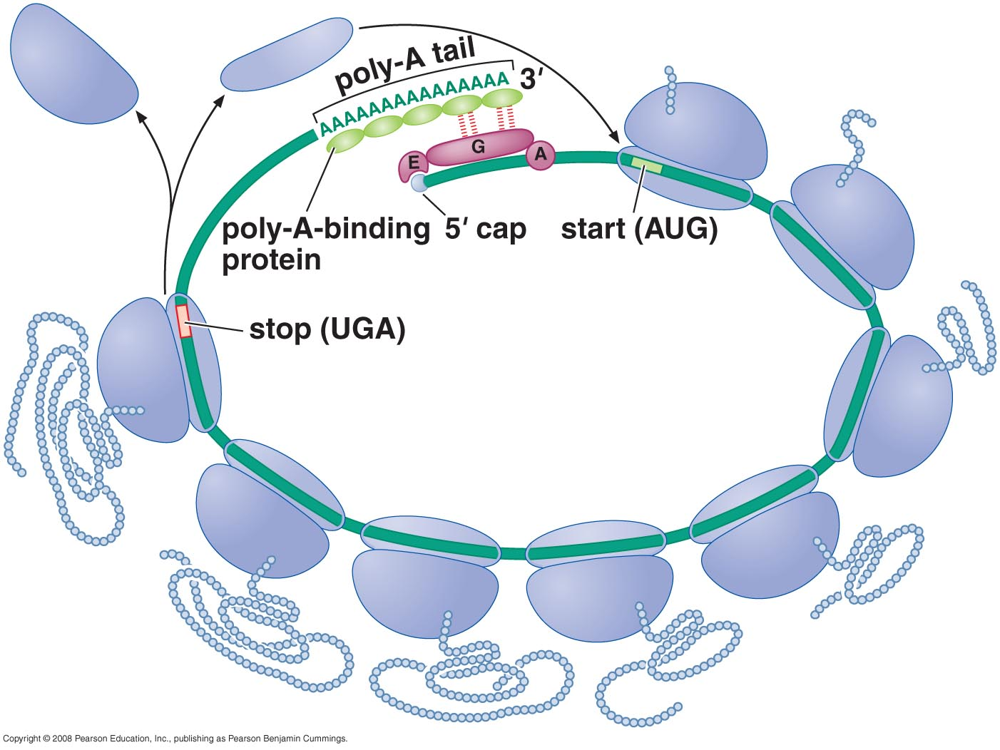 poly-A tail
AAAAAAAAAAAAAAA
3′
E
G
A
poly-A-binding
protein
5′ cap
start (AUG)
stop (UGA)
Copyright © 2008 Pearson Education, Inc., publishing as Pearson Benjamin Cummings.